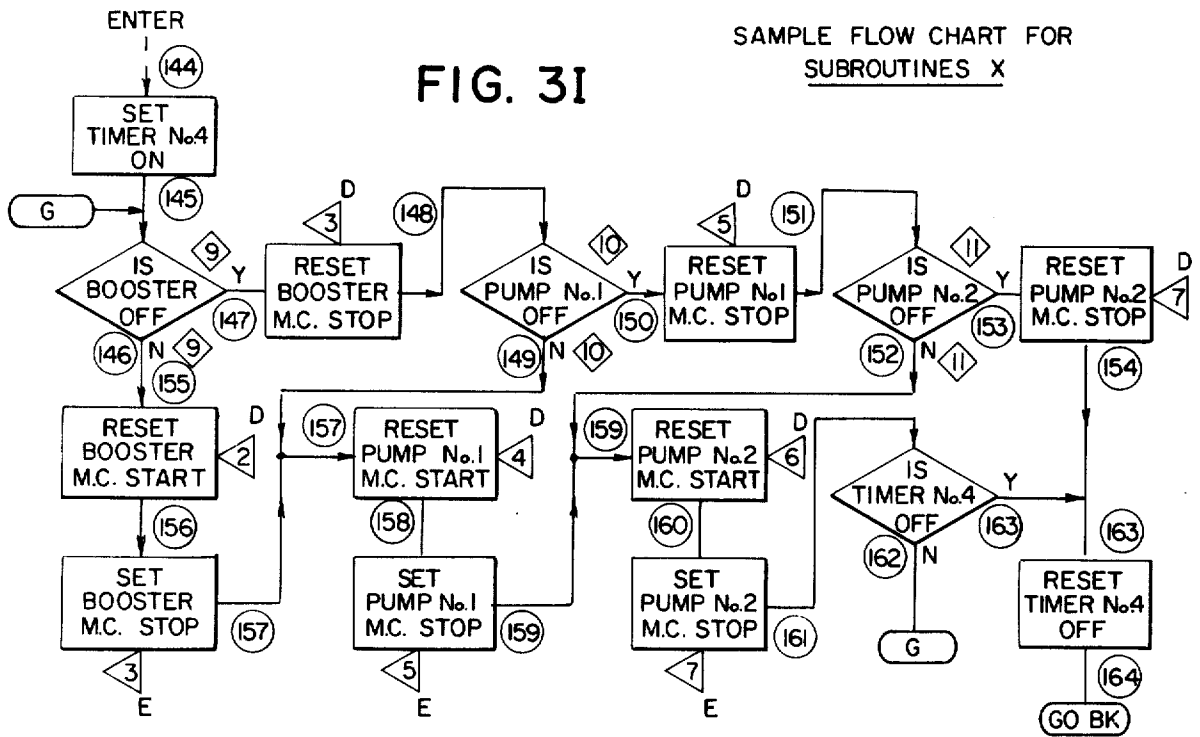 ENTER
144
SET
TIMER No.4
ON
145
G
SAMPLE FLOW CHART FOR
SUBROUTINES X
FIG. 3I
IS
BOOSTER
OFF
9
Y
147
146
N
9
155
D
3
RESET
BOOSTER
M.C. STOP
148
IS
PUMP No.1
OFF
10
Y
150
149
N
10
D
5
RESET
PUMP No.1
M.C. STOP
151
IS
PUMP No.2
OFF
11
Y
153
152
N
11
RESET
PUMP No.2
M.C. STOP
D
7
154
RESET
BOOSTER
M.C. START
D
2
156
SET
BOOSTER
M.C. STOP
157
3
E
157
RESET
PUMP No.1
M.C. START
D
4
158
SET
PUMP No.1
M.C. STOP
159
5
E
159
RESET
PUMP No.2
M.C. START
D
6
160
SET
PUMP No.2
M.C. STOP
161
7
E
IS
TIMER No.4
OFF
Y
163
162
N
G
163
RESET
TIMER No.4
OFF
164
GO BK